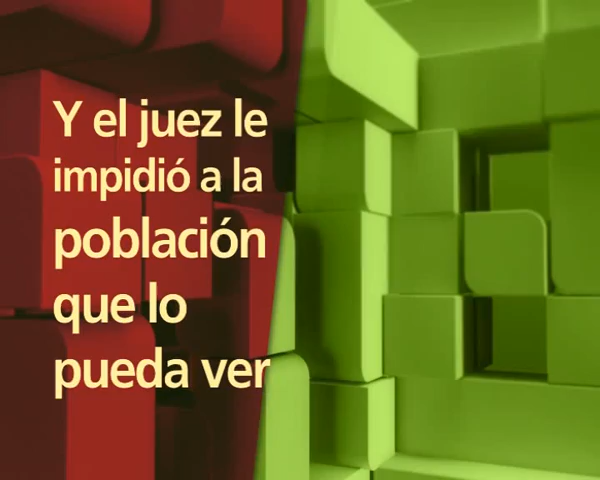 Y el juez le
impidió a la
población
que lo
pueda ver